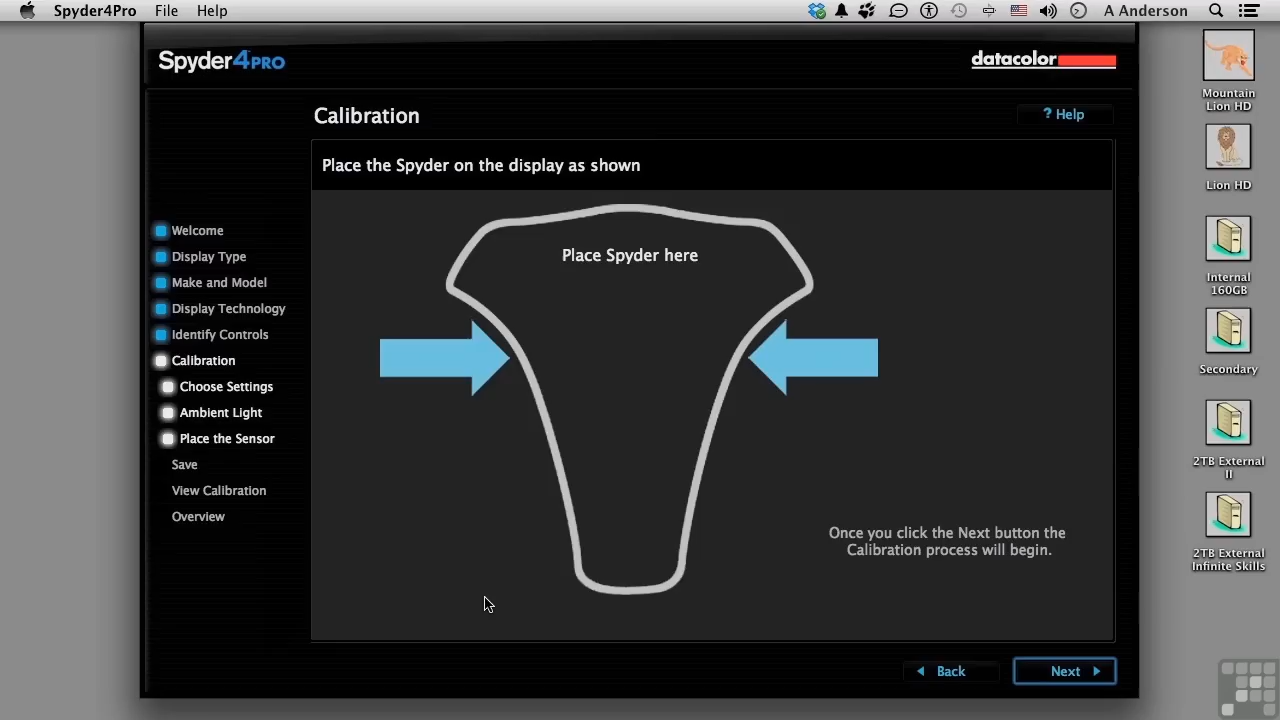 Spyder4Pro File Help A Anderson
Spyder4PRO
datacolor
Calibration
? Help
Place the Spyder on the display as shown
Place Spyder here
Welcome
Display Type
Make and Model
Display Technology
Identify Controls
Calibration
Choose Settings
Ambient Light
Place the Sensor
Save
View Calibration
Overview
Once you click the Next button the
Calibration process will begin.
Back
Next
Mountain
Lion HD
Lion HD
Internal
160GB
Secondary
2TB External
II
2TB External
Infinite Skills